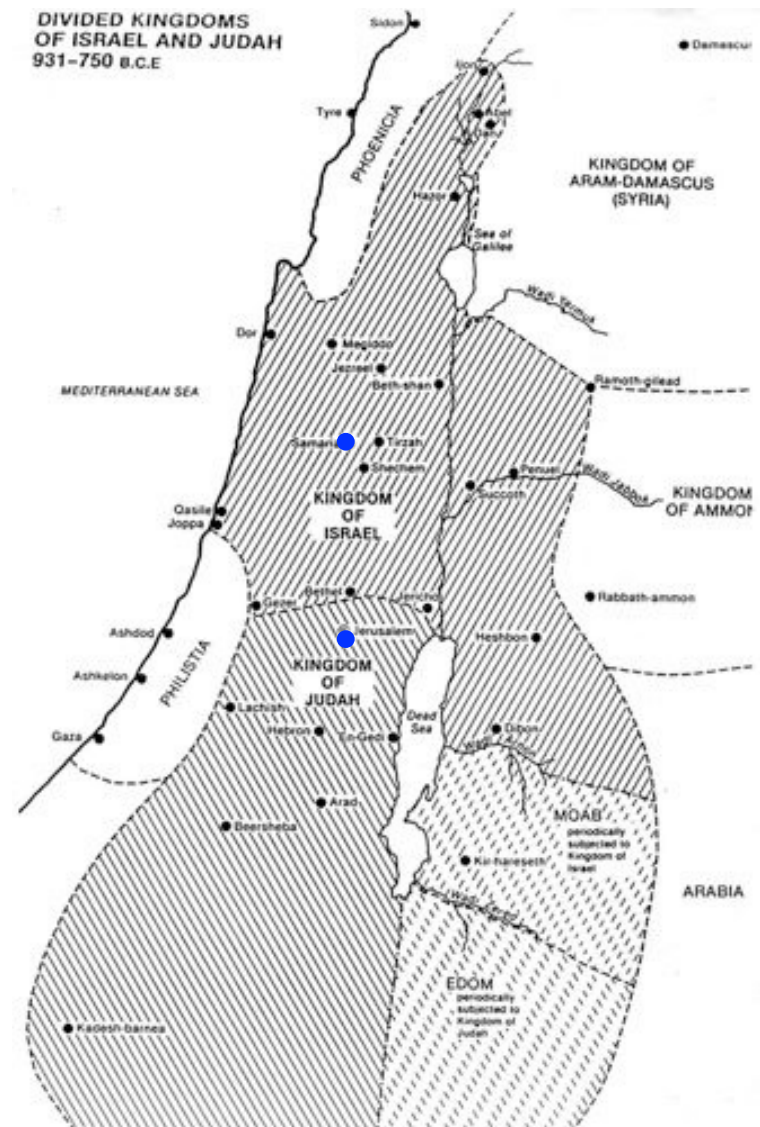 DIVIDED KINGDOMS
OF ISRAEL AND JUDAH
931–750 B.C.E
Sidon
Damascu
Ijon
Tyre
Abel
Dan
PHOENICIA
KINGDOM OF
ARAM-DAMASCUS
(SYRIA)
Hazor
Sea of
Galilee
Wadi Yarmuk
Dor
Megiddo
Jezreel
Beth-shan
Ramoth-gilead
MEDITERRANEAN SEA
Samaria
Tirzah
Shechem
Penuel
Succoth
Wadi Jabbok
KINGDOM
OF AMMON
KINGDOM
OF
ISRAEL
Qasile
Joppa
Bethel
Gezer
Jericho
Rabbath-ammon
Ashdod
Jerusalem
Heshbon
KINGDOM
OF
JUDAH
Ashkelon
PHILISTIA
Lachish
Dead
Sea
Gaza
Hebron
En-Gedi
Dibon
Wadi
Arad
Beersheba
MOAB
periodically
subjected to
Kingdom of
Israel
Kir-hareseth
ARABIA
Wadi Zered
EDOM
periodically
subjected to
Kingdom of
Judah
Kadesh-barnea